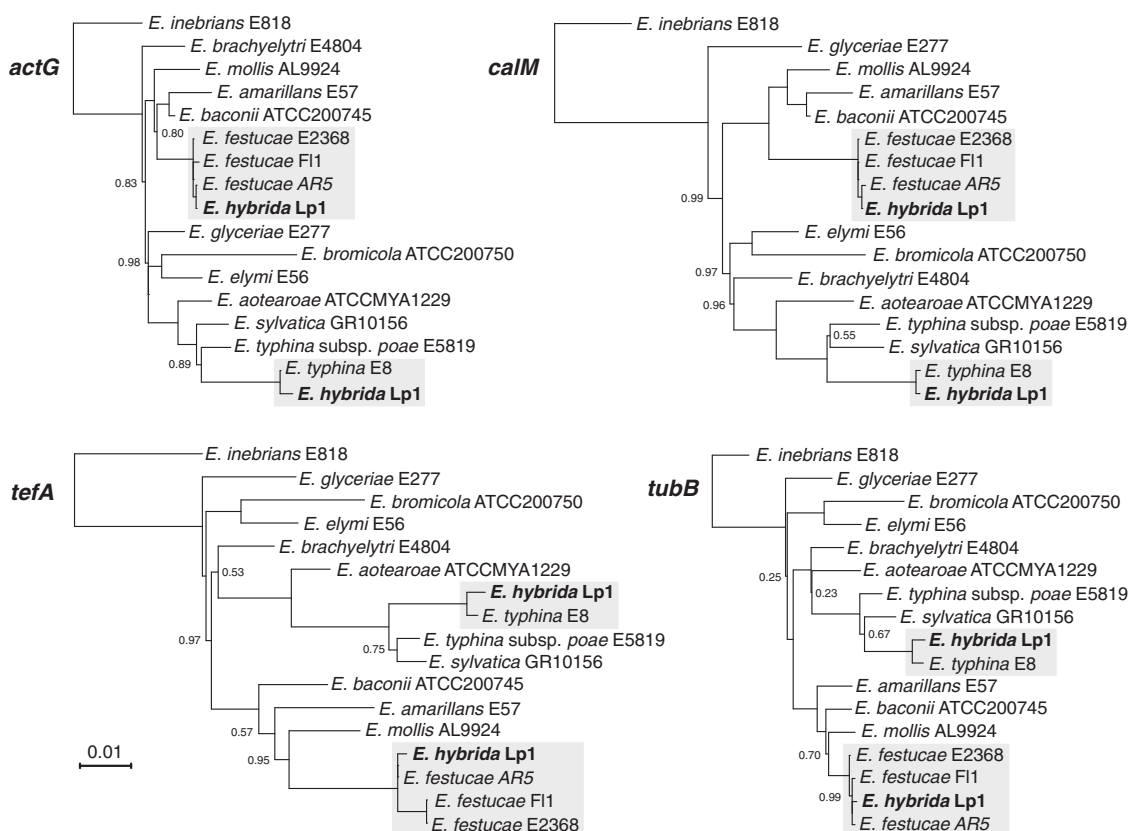 actG
E. inebrians E818
E. brachyelytri E4804
E. mollis AL9924
E. amarillans E57
E. baconii ATCC200745
0.80
E. festucae E2368
E. festucae Fl1
E. festucae AR5
E. hybrida Lp1
0.83
E. glyceriae E277
0.98
E. bromicola ATCC200750
E. elymi E56
E. aotearoae ATCCMYA1229
E. sylvatica GR10156
E. typhina subsp. poae E5819
0.89
E. typhina E8
E. hybrida Lp1
calM
E. inebrians E818
E. glyceriae E277
E. mollis AL9924
E. amarillans E57
E. baconii ATCC200745
E. festucae E2368
E. festucae Fl1
E. festucae AR5
E. hybrida Lp1
0.99
E. elymi E56
E. bromicola ATCC200750
0.97
E. brachyelytri E4804
0.96
E. aotearoae ATCCMYA1229
E. typhina subsp. poae E5819
0.55
E. sylvatica GR10156
E. typhina E8
E. hybrida Lp1
tefA
E. inebrians E818
E. glyceriae E277
E. bromicola ATCC200750
E. elymi E56
E. brachyelytri E4804
0.53
E. aotearoae ATCCMYA1229
E. hybrida Lp1
E. typhina E8
E. typhina subsp. poae E5819
0.75
E. sylvatica GR10156
0.97
E. baconii ATCC200745
E. amarillans E57
0.57
E. mollis AL9924
0.95
E. hybrida Lp1
E. festucae AR5
E. festucae Fl1
E. festucae E2368
0.01
tubB
E. inebrians E818
E. glyceriae E277
E. bromicola ATCC200750
E. elymi E56
E. brachyelytri E4804
0.25
E. aotearoae ATCCMYA1229
0.23
E. typhina subsp. poae E5819
E. sylvatica GR10156
0.67
E. hybrida Lp1
E. typhina E8
E. amarillans E57
E. baconii ATCC200745
E. mollis AL9924
0.70
E. festucae E2368
E. festucae Fl1
0.99
E. hybrida Lp1
E. festucae AR5